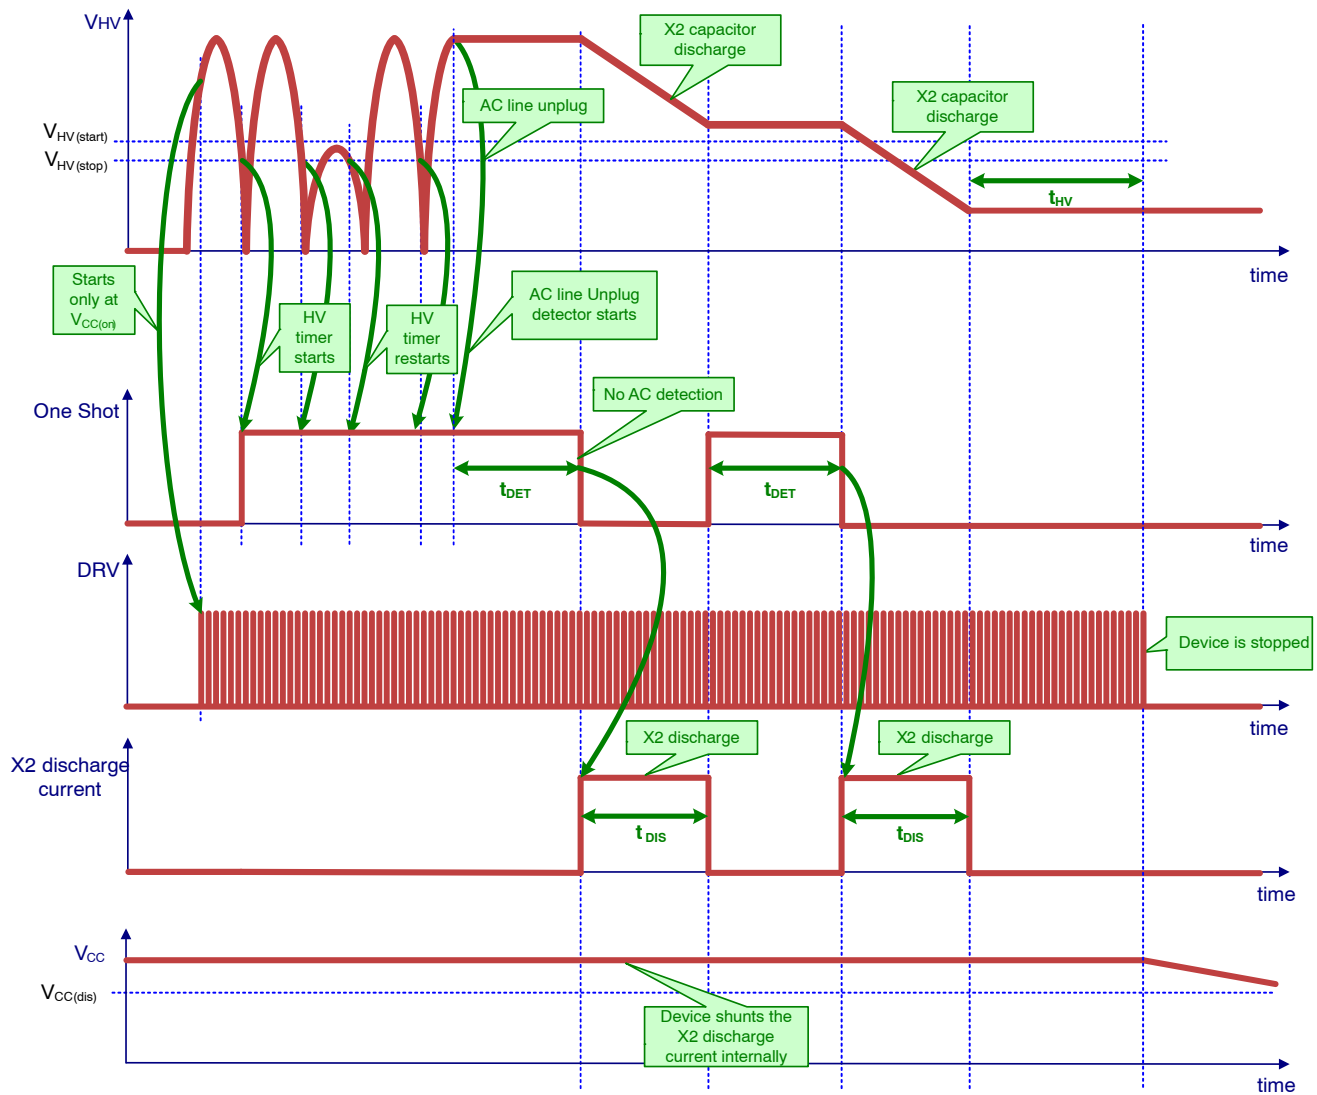 VHV
X2 capacitor
discharge
X2 capacitor
discharge
AC line unplug
VHV(start)
VHV(stop)
tHV
time
Starts
only at
VCC(on)
HV
timer
starts
HV
timer
restarts
AC line Unplug
detector starts
No AC detection
One Shot
tDET
tDET
time
DRV
Device is stopped
time
X2 discharge
X2 discharge
X2 discharge
current
t DIS
tDIS
time
VCC
VCC(dis)
Device shunts the
X2 discharge
current internally
time